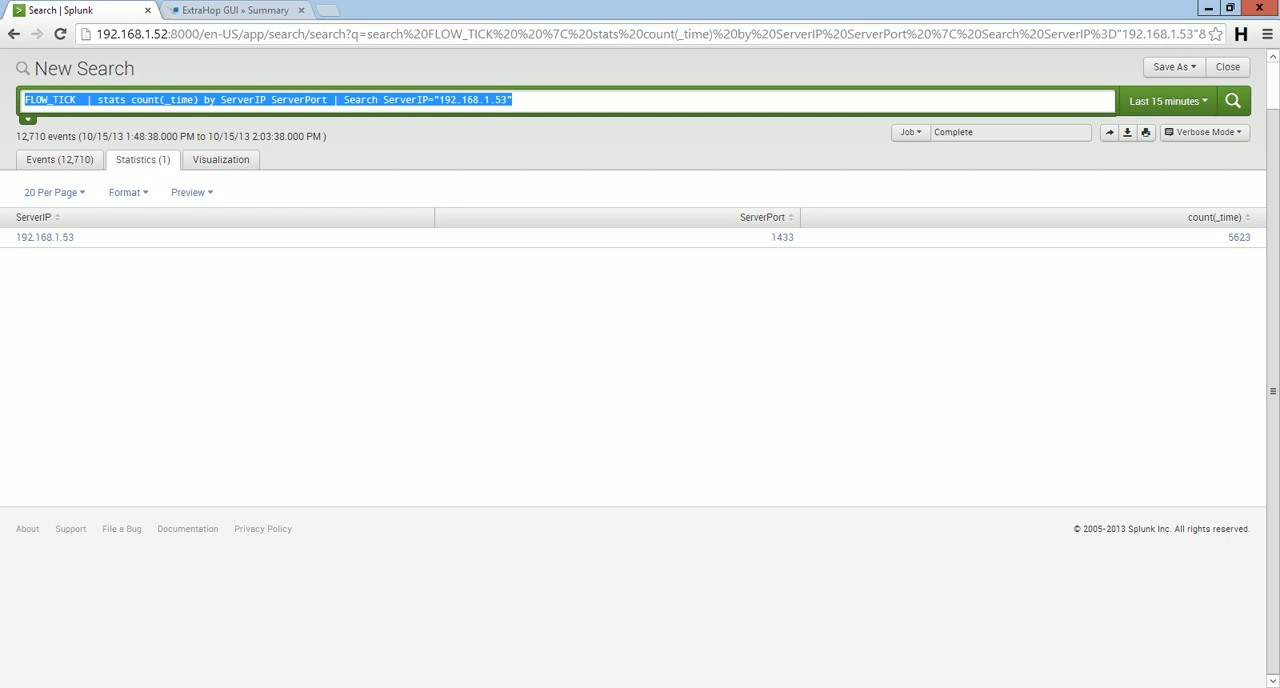 Search | Splunk
ExtraHop GUI » Summary
192.168.1.52:8000/en-US/app/search/search?q=search%20FLOW_TICK%20%20%7C%20stats%20count(_time)%20by%20ServerIP%20ServerPort%20%7C%20Search%20ServerIP%3D"192.168.1.53"8
New Search
Save As
Close
FLOW_TICK  | stats count(_time) by ServerIP ServerPort | Search ServerIP="192.168.1.53"
Last 15 minutes
12,710 events (10/15/13 1:48:38.000 PM to 10/15/13 2:03:38.000 PM )
Job
Complete
Verbose Mode
Events (12,710)
Statistics (1)
Visualization
20 Per Page
Format
Preview
ServerIP
ServerPort
count(_time)
192.168.1.53
1433
5623
About
Support
File a Bug
Documentation
Privacy Policy
© 2005-2013 Splunk Inc. All rights reserved.